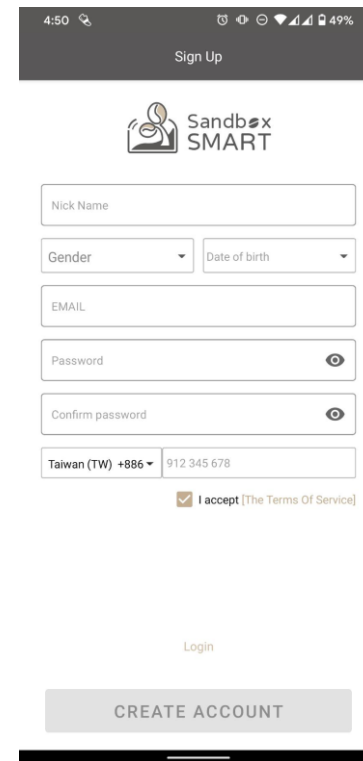 4:50 49%
Sign Up
Sandbox
SMART
Nick Name
Gender Date of birth
EMAIL
Password
Confirm password
Taiwan (TW) +886 912 345 678
I accept [The Terms Of Service]
Login
CREATE ACCOUNT